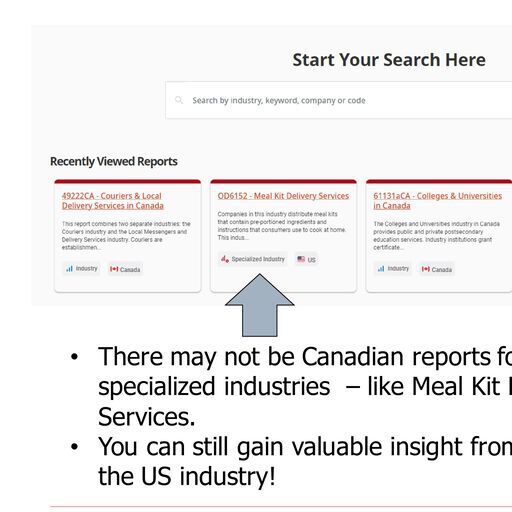 Start Your Search Here
Search by industry, keyword, company or code
Recently Viewed Reports
49222CA - Couriers & Local
Delivery Services in Canada
This report combines two separate industries: the
Couriers industry and the Local Messengers and
Delivery Services industry. Couriers are
establishmen...
Industry
Canada
OD6152 - Meal Kit Delivery Services
Companies in this industry distribute meal kits
that contain pre-portioned ingredients and
instructions that consumers use to cook at home.
This indus...
Specialized Industry
US
61131aCA - Colleges & Universities
in Canada
The Colleges and Universities industry in Canada
provides public and private postsecondary
education services. Industry institutions grant
certificate...
Industry
Canada
• There may not be Canadian reports fo
specialized industries – like Meal Kit
Services.
• You can still gain valuable insight from
the US industry!